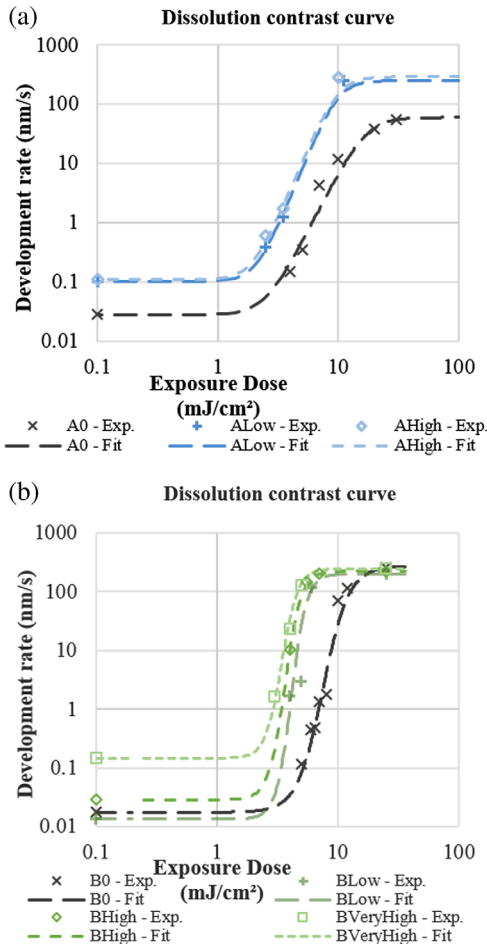 (a)
Dissolution contrast curve
Development rate (nm/s)
1000
100
10
1
0.1
0.01
0.1 1 10 100
Exposure Dose
(mJ/cm²)
A0 - Exp. ALow - Exp. AHigh - Exp.
A0 - Fit ALow - Fit AHigh - Fit
(b)
Dissolution contrast curve
Development rate (nm/s)
1000
100
10
1
0.1
0.01
0.1 1 10 100
Exposure Dose
(mJ/cm²)
B0 - Exp. BLow - Exp.
B0 - Fit BLow - Fit
BHigh - Exp. BVeryHigh - Exp.
BHigh - Fit BVeryHigh - Fit